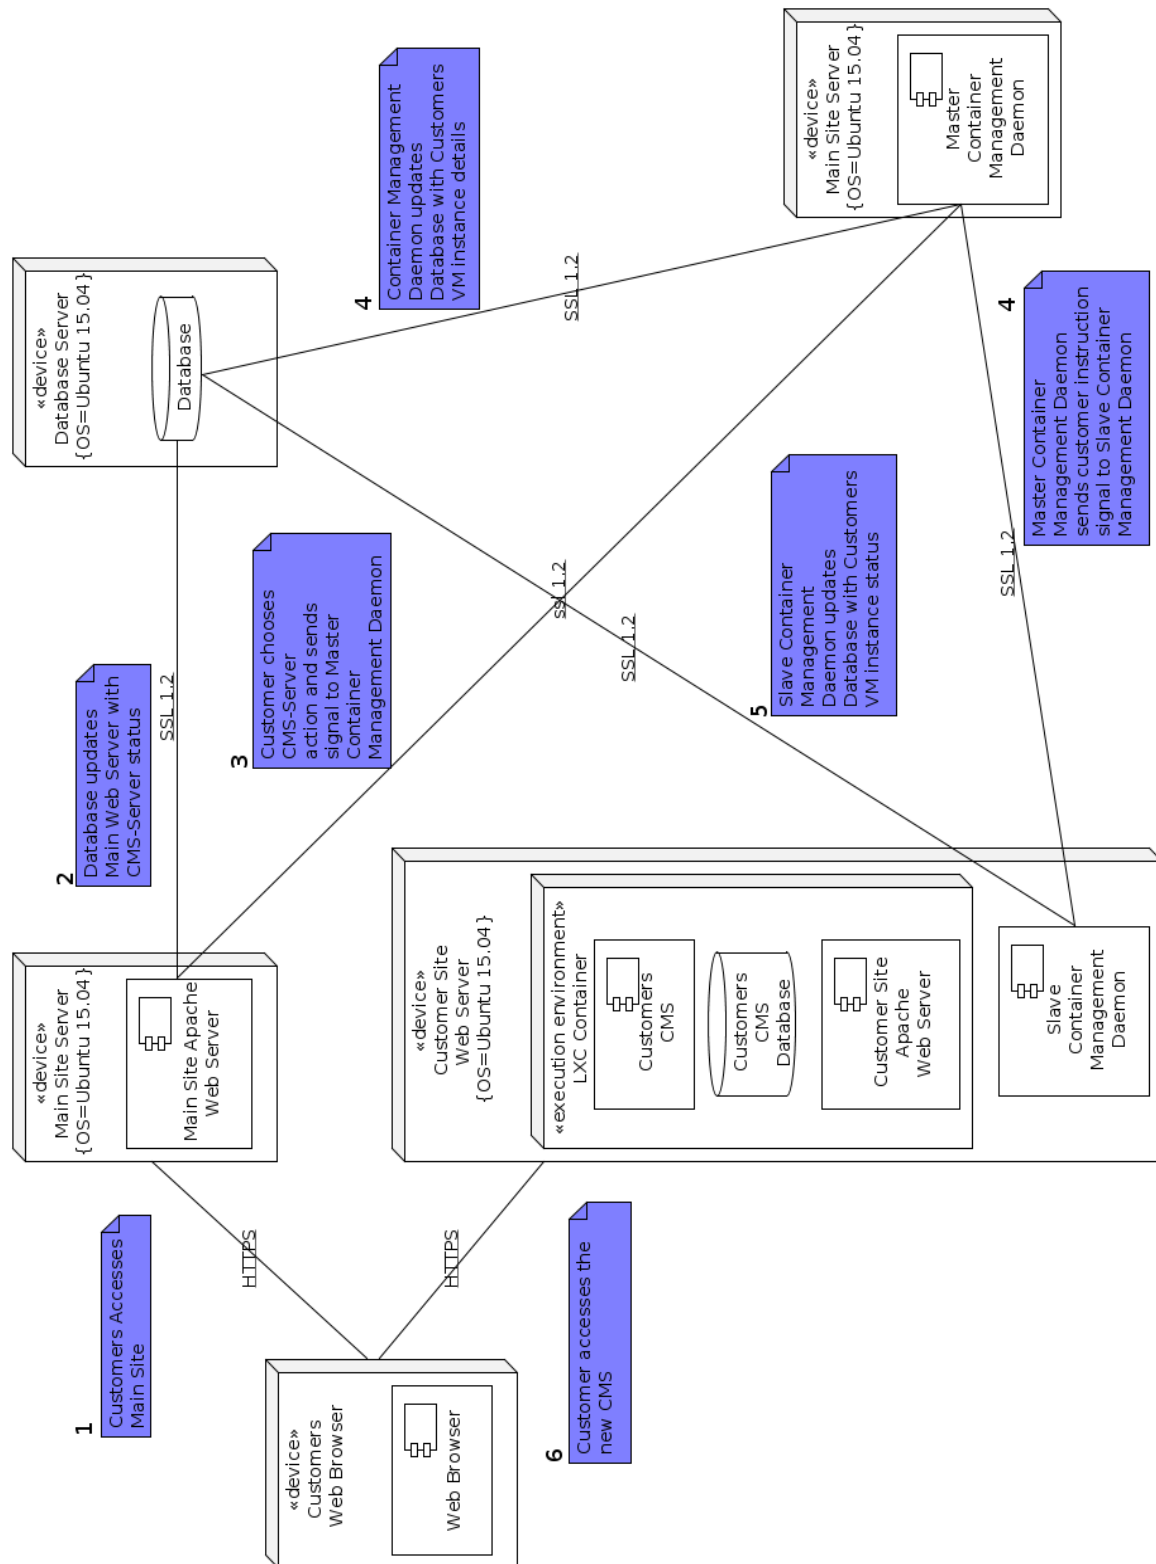 1
Customers Accesses
Main Site
«device»
Customers
Web Browser
Web Browser
HTTPS
HTTPS
6
Customer accesses the
new CMS
«device»
Main Site Server
{OS=Ubuntu 15.04}
Main Site Apache
Web Server
2
Database updates
Main Web Server with
CMS-Server status
SSL 1.2
3
Customer chooses
CMS-Server
action and sends
signal to Master
Container
Management Daemon
ssl 1.2
SSL 1.2
«device»
Customer Site
Web Server
{OS=Ubuntu 15.04}
«execution environment»
LXC Container
Customers
CMS
Customers
CMS
Database
Customer Site
Apache
Web Server
Slave
Container
Management
Daemon
5
Slave Container
Management
Daemon updates
Database with Customers
VM instance status
«device»
Database Server
{OS=Ubuntu 15.04}
Database
4
Container Management
Daemon updates
Database with Customers
VM instance details
SSL 1.2
SSL 1.2
4
Master Container
Management Daemon
sends customer instruction
signal to Slave Container
Management Daemon
«device»
Main Site Server
{OS=Ubuntu 15.04}
Master
Container
Management
Daemon